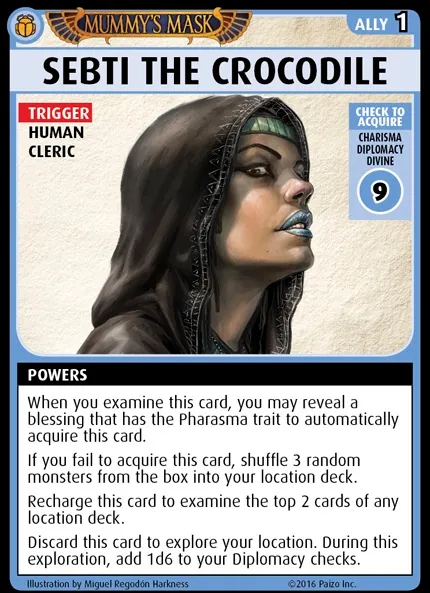 MUMMY'S MASK
ALLY 1
SEBTI THE CROCODILE
TRIGGER
HUMAN
CLERIC
CHECK TO
ACQUIRE
CHARISMA
DIPLOMACY
DIVINE
9
POWERS
When you examine this card, you may reveal a
blessing that has the Pharasma trait to automatically
acquire this card.
If you fail to acquire this card, shuffle 3 random
monsters from the box into your location deck.
Recharge this card to examine the top 2 cards of any
location deck.
Discard this card to explore your location. During this
exploration, add 1d6 to your Diplomacy checks.
Illustration by Miguel Regodón Harkness
©2016 Paizo Inc.